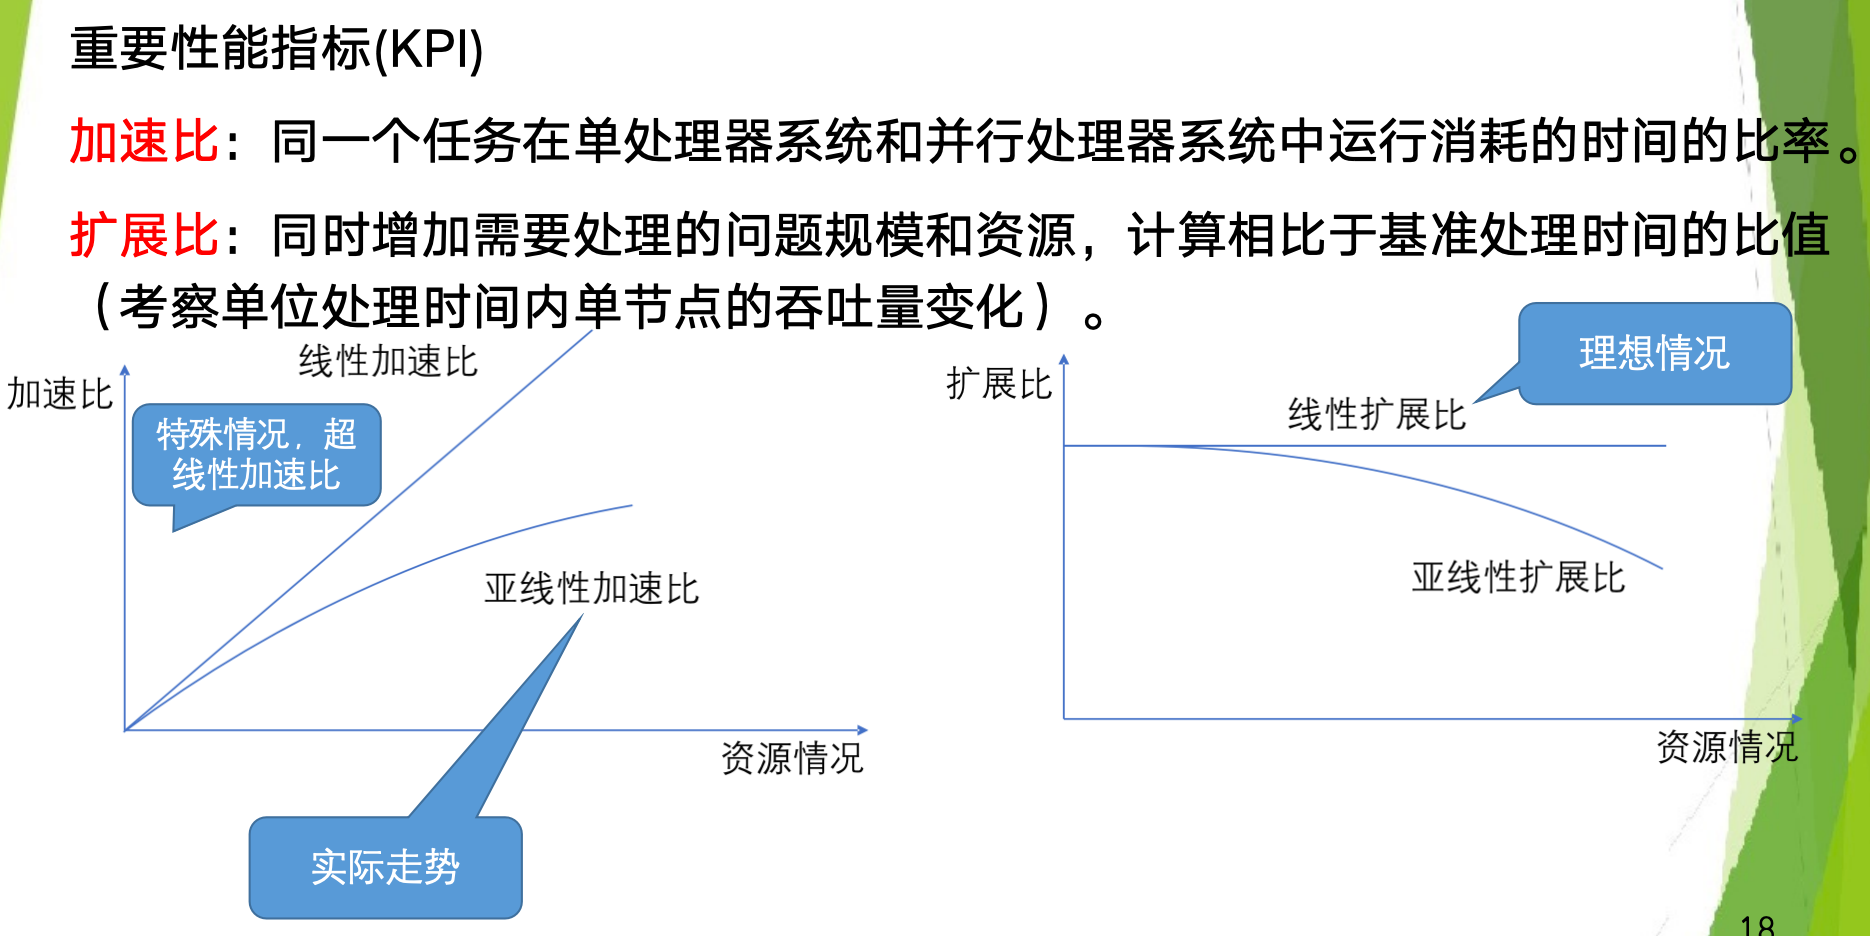 重要性能指标(KPI)
加速比：同一个任务在单处理器系统和并行处理器系统中运行消耗的时间的比率。
扩展比：同时增加需要处理的问题规模和资源，计算相比于基准处理时间的比值
（考察单位处理时间内单节点的吞吐量变化）。
线性加速比
加速比
特殊情况，超
线性加速比
亚线性加速比
资源情况
实际走势
理想情况
扩展比
线性扩展比
亚线性扩展比
资源情况
18